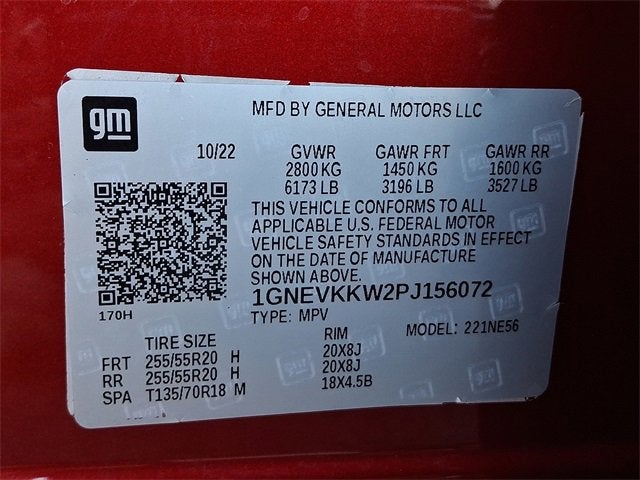 gm
MFD BY GENERAL MOTORS LLC
10/22 GVWR GAWR FRT GAWR RR
2800 KG 1450 KG 1600 KG
6173 LB 3196 LB 3527 LB
THIS VEHICLE CONFORMS TO ALL
APPLICABLE U.S. FEDERAL MOTOR
VEHICLE SAFETY STANDARDS IN EFFECT
ON THE DATE OF MANUFACTURE
SHOWN ABOVE.
170H
1GNEVKKW2PJ156072
TYPE: MPV MODEL: 221NE56
TIRE SIZE RIM
FRT 255/55R20 H 20X8J
RR 255/55R20 H 20X8J
SPA T135/70R18 M 18X4.5B